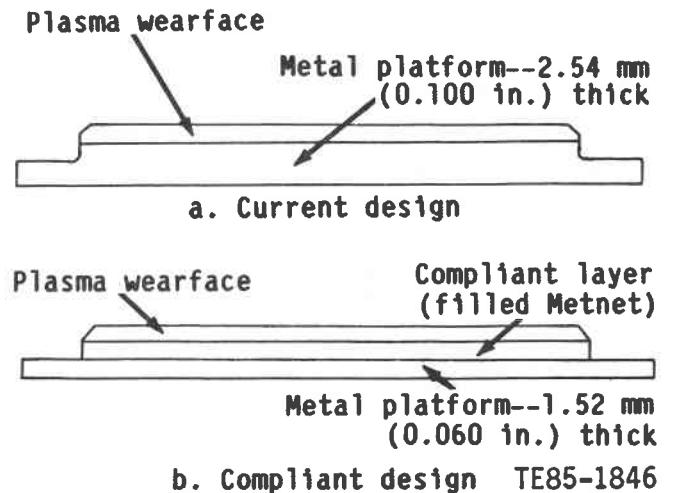 Plasma wearface
Metal platform--2.54 mm
(0.100 in.) thick
a. Current design
Plasma wearface
Compliant layer
(filled Metnet)
Metal platform--1.52 mm
(0.060 in.) thick
b. Compliant design TE85-1846